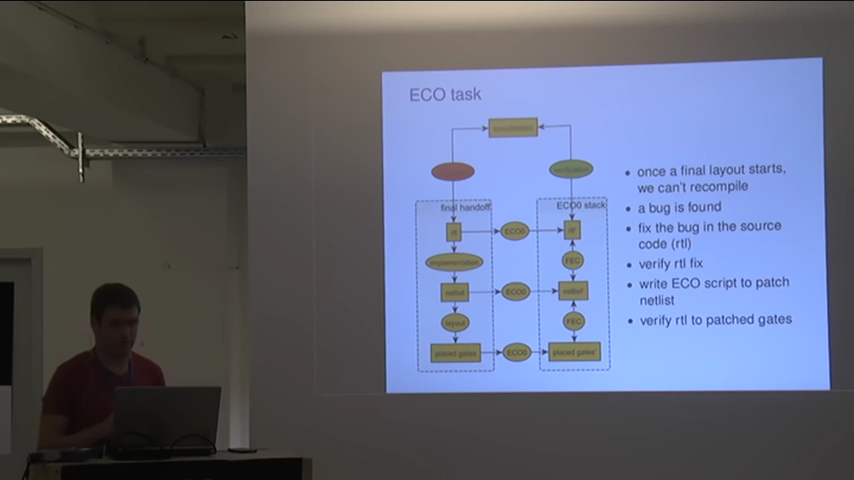 ECO task
specification
verification
final handoff
ECO0 stack
rtl
ECO0
rtl'
implementation
FEC
netlist
ECO0
netlist'
layout
FEC
placed gates
ECO0
placed gates'
• once a final layout starts,
we can't recompile
• a bug is found
• fix the bug in the source
code (rtl)
• verify rtl fix
• write ECO script to patch
netlist
• verify rtl to patched gates